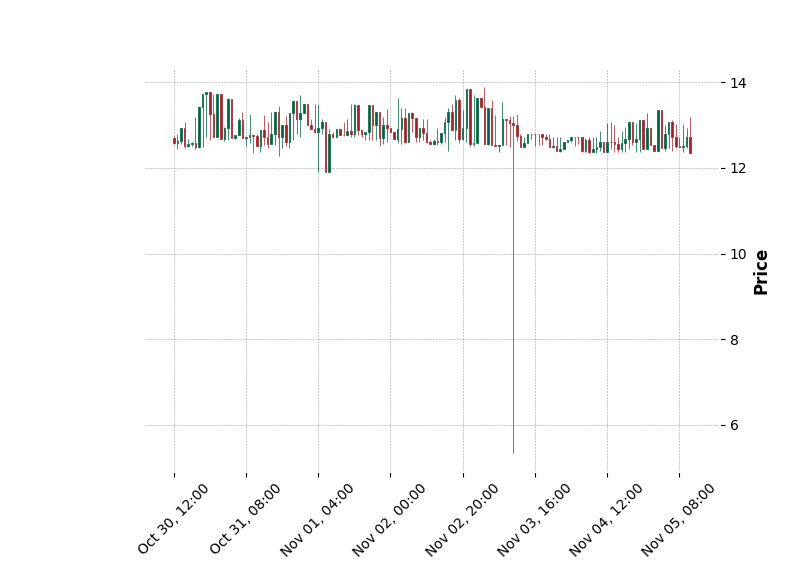 14
12
10
8
6
Price
Oct 30, 12:00
Oct 31, 08:00
Nov 01, 04:00
Nov 02, 00:00
Nov 02, 20:00
Nov 03, 16:00
Nov 04, 12:00
Nov 05, 08:00